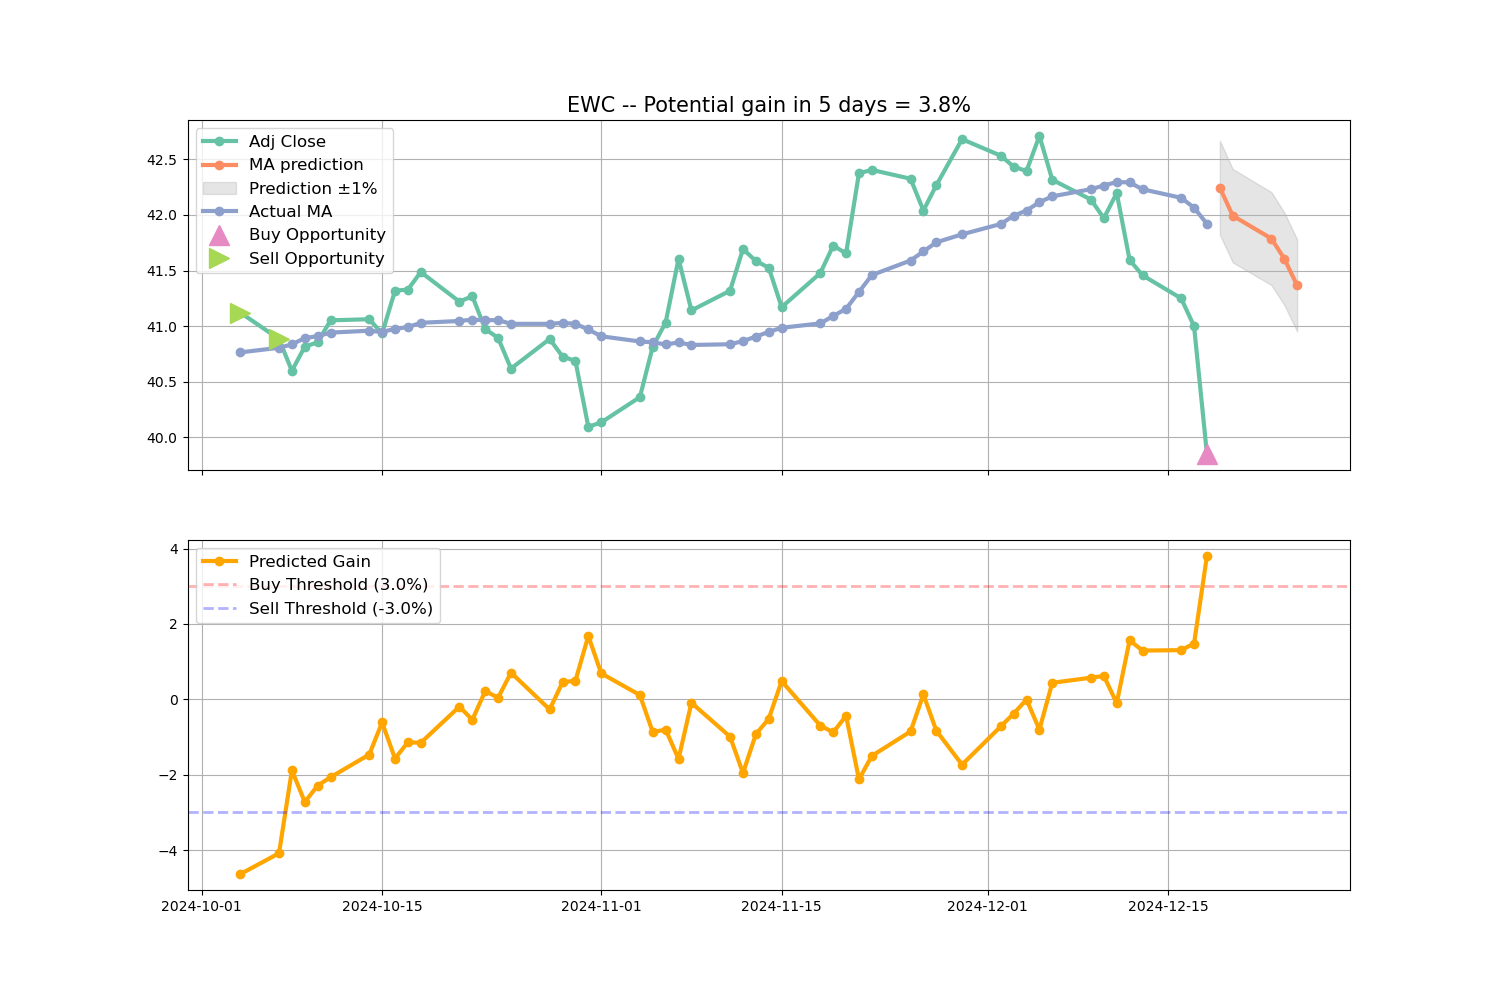 EWC -- Potential gain in 5 days = 3.8%
Adj Close
MA prediction
Prediction ±1%
Actual MA
Buy Opportunity
Sell Opportunity
42.5
42.0
41.5
41.0
40.5
40.0
Predicted Gain
Buy Threshold (3.0%)
Sell Threshold (-3.0%)
4
2
0
−2
−4
2024-10-01
2024-10-15
2024-11-01
2024-11-15
2024-12-01
2024-12-15